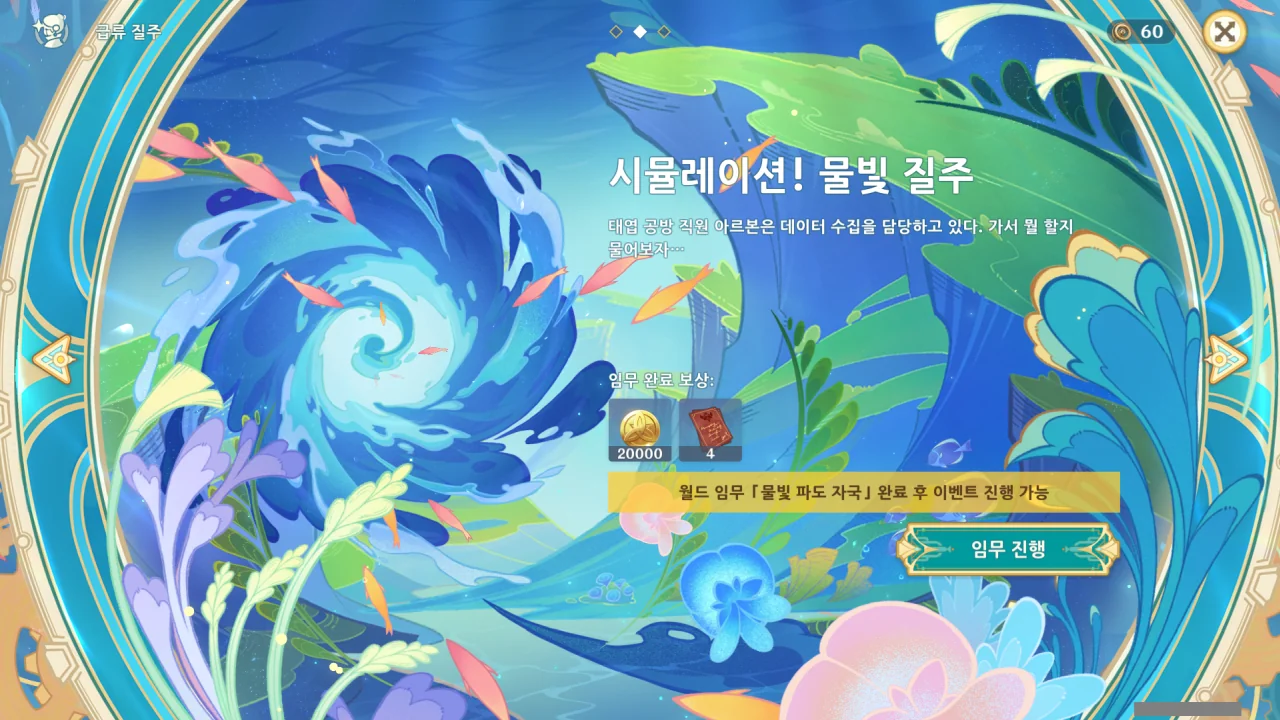 급류 질주
60
시뮬레이션! 물빛 질주
태엽 공방 직원 아르본은 데이터 수집을 담당하고 있다. 가서 뭘 할지
물어보자…
임무 완료 보상:
20000
4
월드 임무 「물빛 파도 자국」 완료 후 이벤트 진행 가능
임무 진행